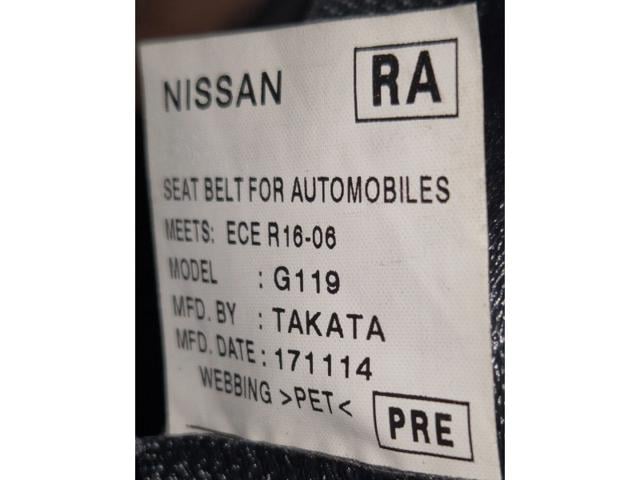 NISSAN RA
SEAT BELT FOR AUTOMOBILES
MEETS: ECE R16-06
MODEL : G119
MFD. BY : TAKATA
MFD. DATE : 171114
WEBBING >PET<
PRE